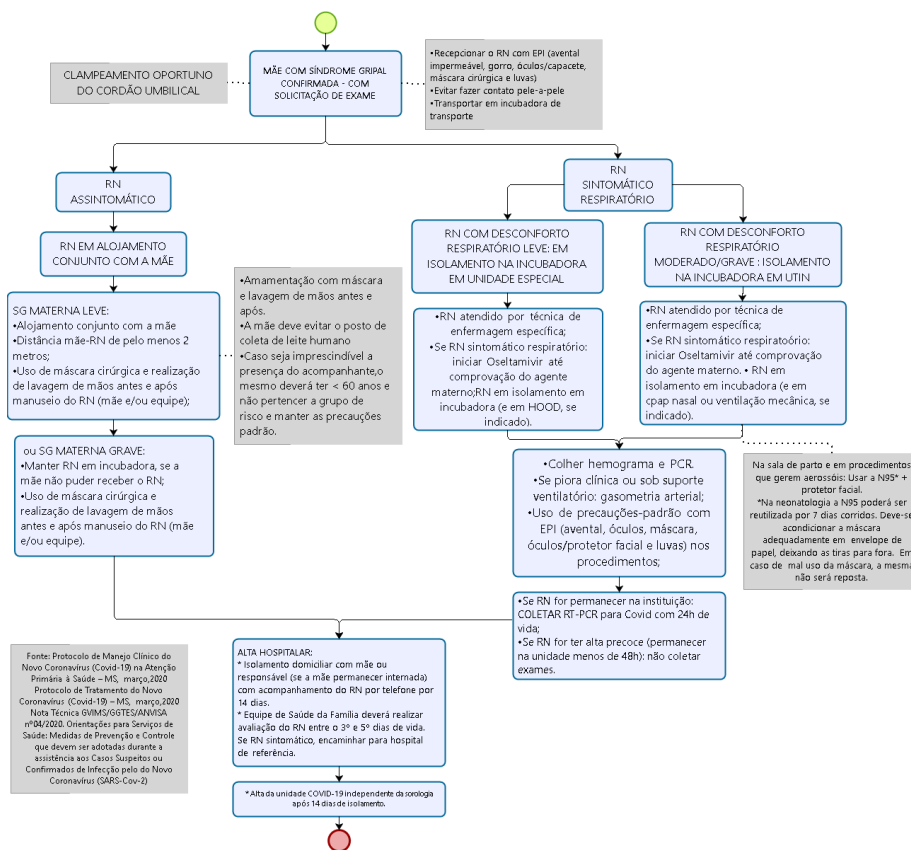 CLAMPEAMENTO OPORTUNO
DO CORDÃO UMBILICAL
MÃE COM SÍNDROME GRIPAL
CONFIRMADA - COM
SOLICITAÇÃO DE EXAME
•Recepcionar o RN com EPI (avental
impermeável, gorro, óculos/capacete,
máscara cirúrgica e luvas)
•Evitar fazer contato pele-a-pele
•Transportar em incubadora de
transporte
RN
ASSINTOMÁTICO
RN
SINTOMÁTICO
RESPIRATÓRIO
RN EM ALOJAMENTO
CONJUNTO COM A MÃE
RN COM DESCONFORTO
RESPIRATÓRIO LEVE: EM
ISOLAMENTO NA INCUBADORA
EM UNIDADE ESPECIAL
RN COM DESCONFORTO
RESPIRATÓRIO
MODERADO/GRAVE : ISOLAMENTO
NA INCUBADORA EM UTIN
SG MATERNA LEVE:
•Alojamento conjunto com a mãe
•Distância mãe-RN de pelo menos 2
metros;
•Uso de máscara cirúrgica e realização
de lavagem de mãos antes e após
manuseio do RN (mãe e/ou equipe);
•Amamentação com máscara
e lavagem de mãos antes e
após.
•A mãe deve evitar o posto de
coleta de leite humano
•Caso seja imprescindível a
presença do acompanhante,o
mesmo deverá ter < 60 anos e
não pertencer a grupo de
risco e manter as precauções
padrão.
•RN atendido por técnica de
enfermagem específica;
•Se RN sintomático respiratório:
iniciar Oseltamivir até
comprovação do agente
materno;RN em isolamento em
incubadora (e em HOOD, se
indicado).
•RN atendido por técnica de
enfermagem específica;
• Se RN sintomático respiratoório:
iniciar Oseltamivir até comprovação
do agente materno. • RN em
isolamento em incubadora (e em
cpap nasal ou ventilação mecânica, se
indicado).
ou SG MATERNA GRAVE:
•Manter RN em incubadora, se a
mãe não puder receber o RN;
•Uso de máscara cirúrgica e
realização de lavagem de mãos
antes e após manuseio do RN (mãe
e/ou equipe).
•Colher hemograma e PCR.
•Se piora clínica ou sob suporte
ventilatório: gasometria arterial;
•Uso de precauções-padrão com
EPI (avental, óculos, máscara,
óculos/protetor facial e luvas) nos
procedimentos;
Na sala de parto e em procedimentos
que gerem aerossóis: Usar a N95* +
protetor facial.
*Na neonatologia a N95 poderá ser
reutilizada por 7 dias corridos. Deve-se
acondicionar a máscara
adequadamente em envelope de
papel, deixando as tiras para fora. Em
caso de mal uso da máscara, a mesma
não será reposta.
•Se RN for permanecer na instituição:
COLETAR RT-PCR para Covid com 24h de
vida;
•Se RN for ter alta precoce (permanecer
na unidade menos de 48h): não coletar
exames.
Fonte: Protocolo de Manejo Clínico do
Novo Coronavírus (Covid-19) na Atenção
Primária à Saúde – MS, março,2020
Protocolo de Tratamento do Novo
Coronavírus (Covid-19) – MS, março,2020
Nota Técnica GVIMS/GGTES/ANVISA
nº04/2020. Orientações para Serviços de
Saúde: Medidas de Prevenção e Controle
que devem ser adotadas durante a
assistência aos Casos Suspeitos ou
Confirmados de Infecção pelo do Novo
Coronavírus (SARS-Cov-2)
ALTA HOSPITALAR:
* Isolamento domiciliar com mãe ou
responsável (se a mãe permanecer internada)
com acompanhamento do RN por telefone por
14 dias.
* Equipe de Saúde da Família deverá realizar
avaliação do RN entre o 3º e 5º dias de vida.
Se RN sintomático, encaminhar para hospital
de referência.
* Alta da unidade COVID-19 independente da sorologia
após 14 dias de isolamento.